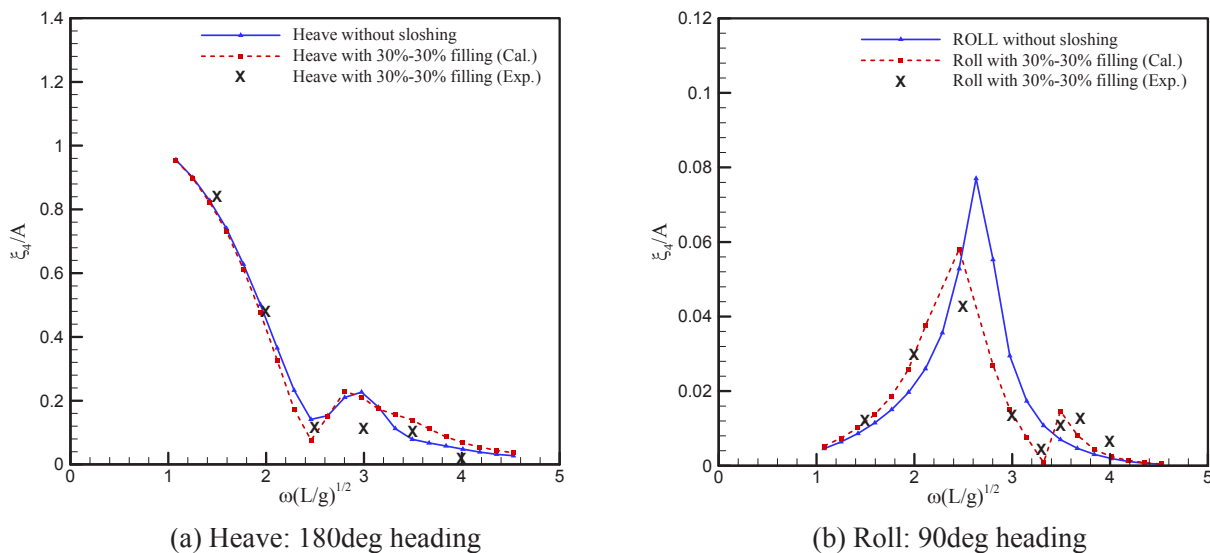 1.4
1.2
1
0.8
0.6
0.4
0.2
0
0 1 2 3 4 5
ξ₄/A
ω(L/g)^1/2
Heave without sloshing
Heave with 30%-30% filling (Cal.)
X Heave with 30%-30% filling (Exp.)
(a) Heave: 180deg heading
0.12
0.1
0.08
0.06
0.04
0.02
0
0 1 2 3 4 5
ξ₄/A
ω(L/g)^1/2
ROLL without sloshing
Roll with 30%-30% filling (Cal.)
X Roll with 30%-30% filling (Exp.)
(b) Roll: 90deg heading